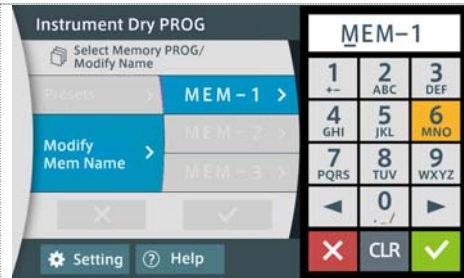 Instrument Dry PROG
Select Memory PROG/
Modify Name
Presets >
MEM-1 >
MEM-2 >
Modify
Mem Name >
MEM-3 >
Setting
? Help
MEM-1
1 2 3
+- ABC DEF
4 5 6
GHI JKL MNO
7 8 9
PQRS TUV WXYZ
0
._/
CLR